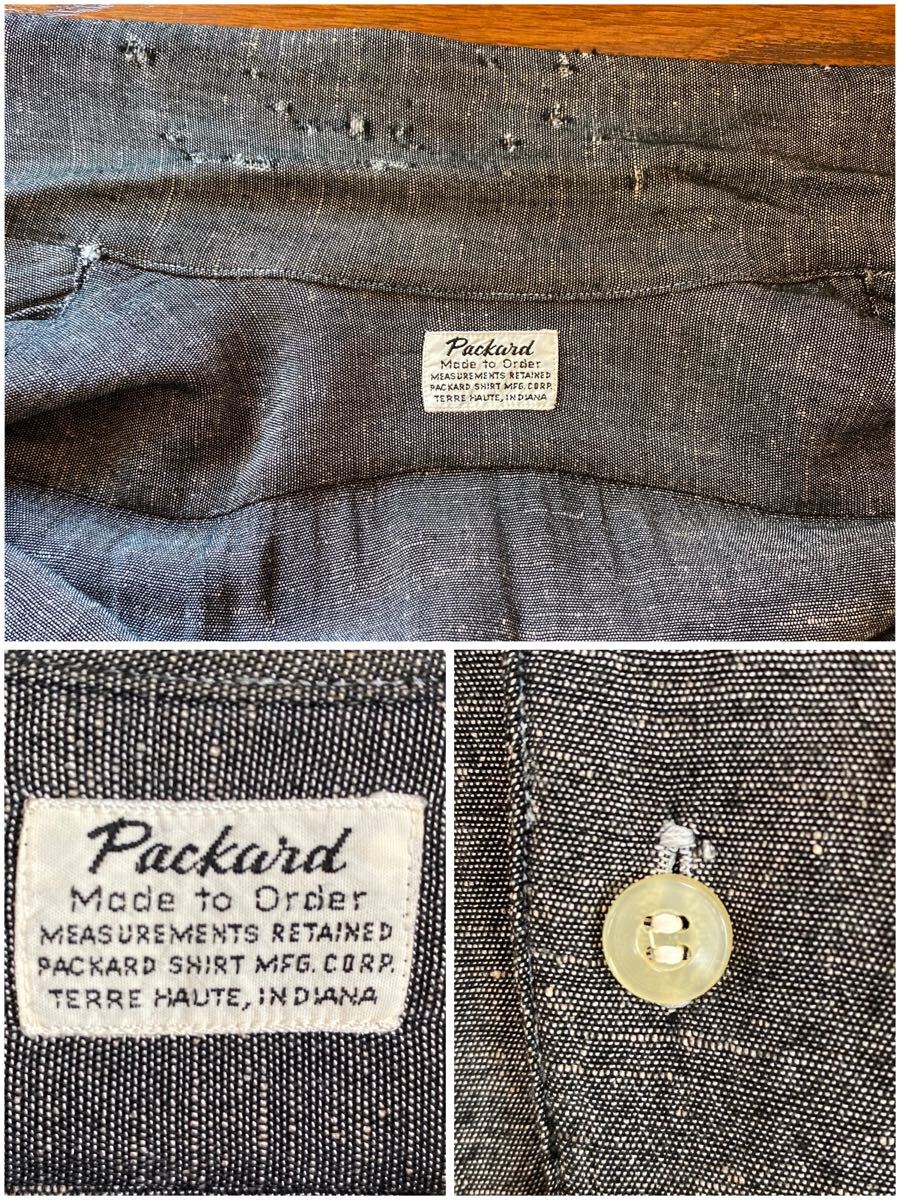 Packard
Made to Order
MEASUREMENTS RETAINED
PACKARD SHIRT MFG. CORP.
TERRE HAUTE, INDIANA
Packard
Made to Order
MEASUREMENTS RETAINED
PACKARD SHIRT MFG. CORP.
TERRE HAUTE, INDIANA